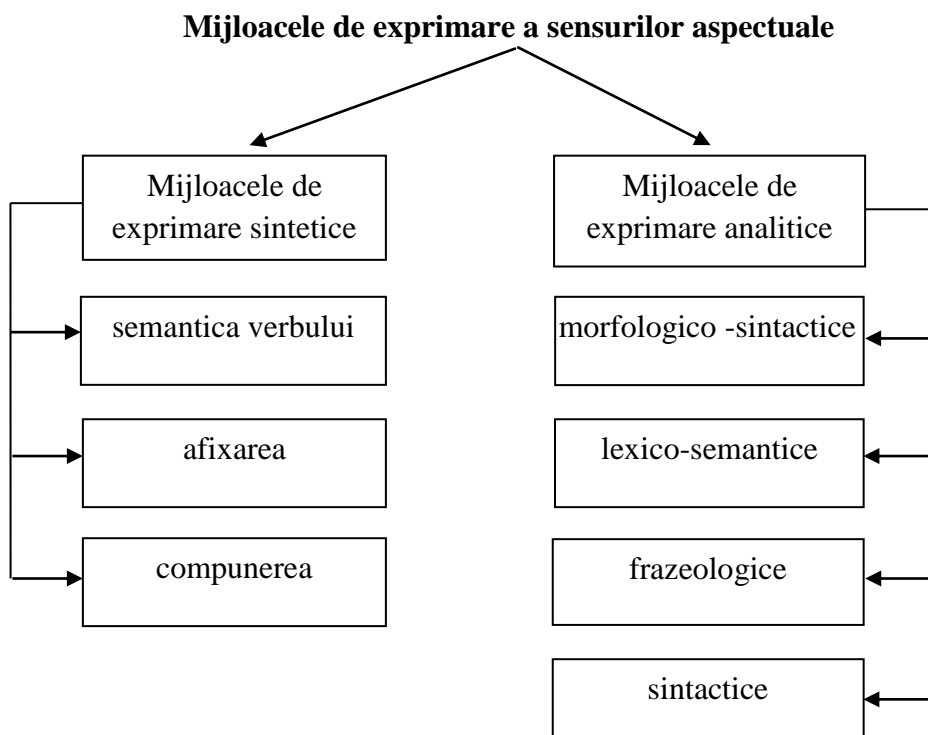 Mijloacele de exprimare a sensurilor aspectuale
Mijloacele de
exprimare sintetice
semantica verbului
afixarea
compunerea
Mijloacele de
exprimare analitice
morfologico -sintactice
lexico-semantice
frazeologice
sintactice